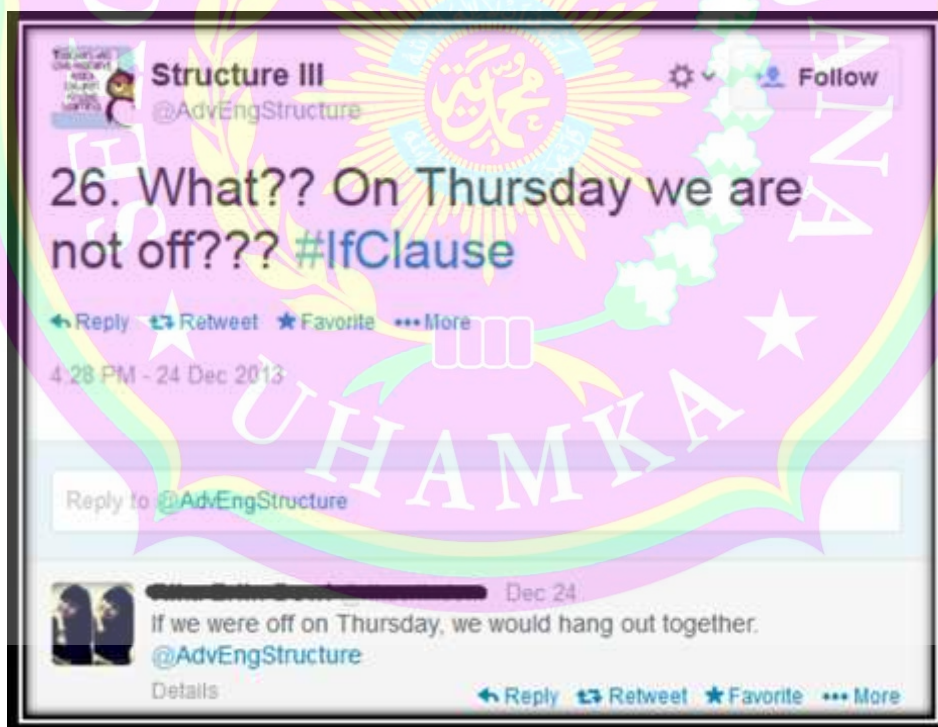 Structure III
@AdvEngStructure
Follow
26. What?? On Thursday we are
not off??? #IfClause
Reply Retweet Favorite More
4:28 PM - 24 Dec 2013
Reply to @AdvEngStructure
Dec 24
If we were off on Thursday, we would hang out together.
@AdvEngStructure
Details
Reply Retweet Favorite More
UHAMKA